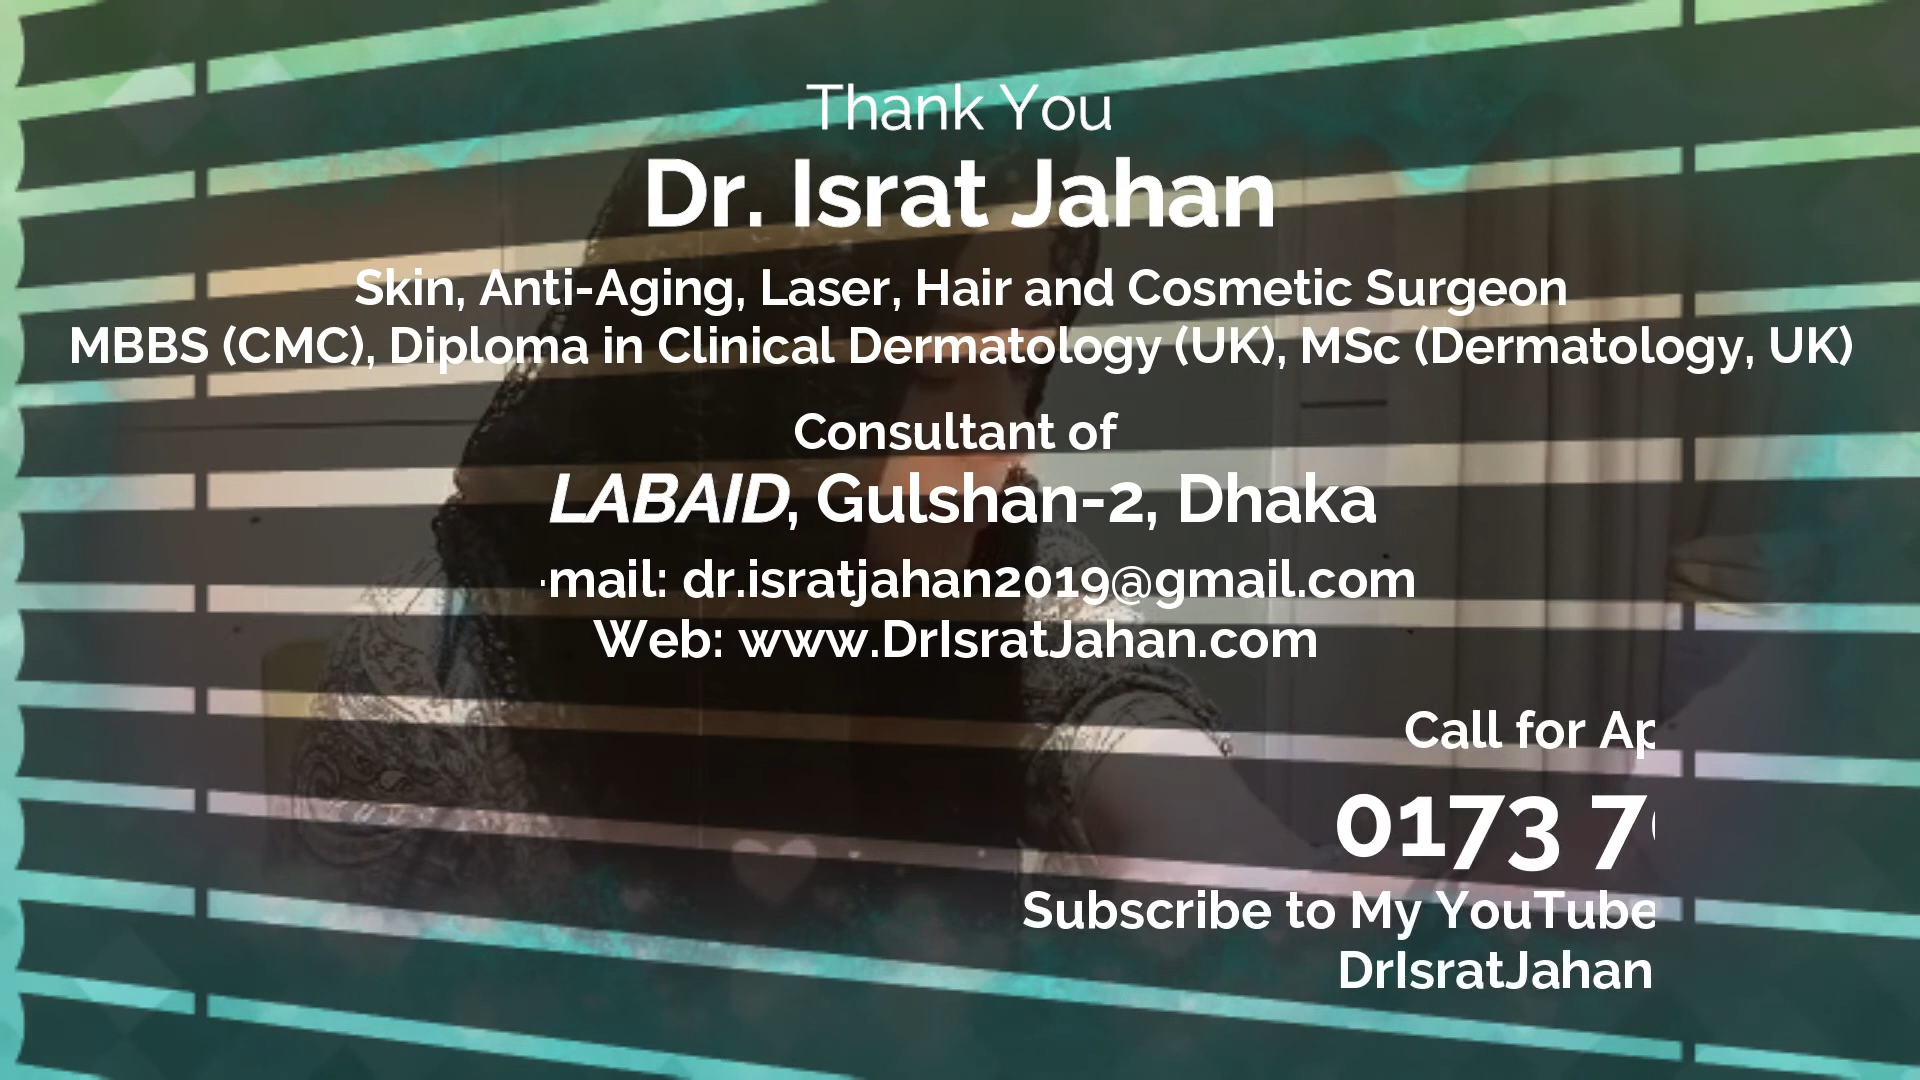 Thank You
Dr. Israt Jahan
Skin, Anti-Aging, Laser, Hair and Cosmetic Surgeon
MBBS (CMC), Diploma in Clinical Dermatology (UK), MSc (Dermatology, UK)
Consultant of
LABAID, Gulshan-2, Dhaka
mail: dr.isratjahan2019@gmail.com
Web: www.DrIsratJahan.com
Call for
0173
Subscribe to My YouTube
DrIsratJahan